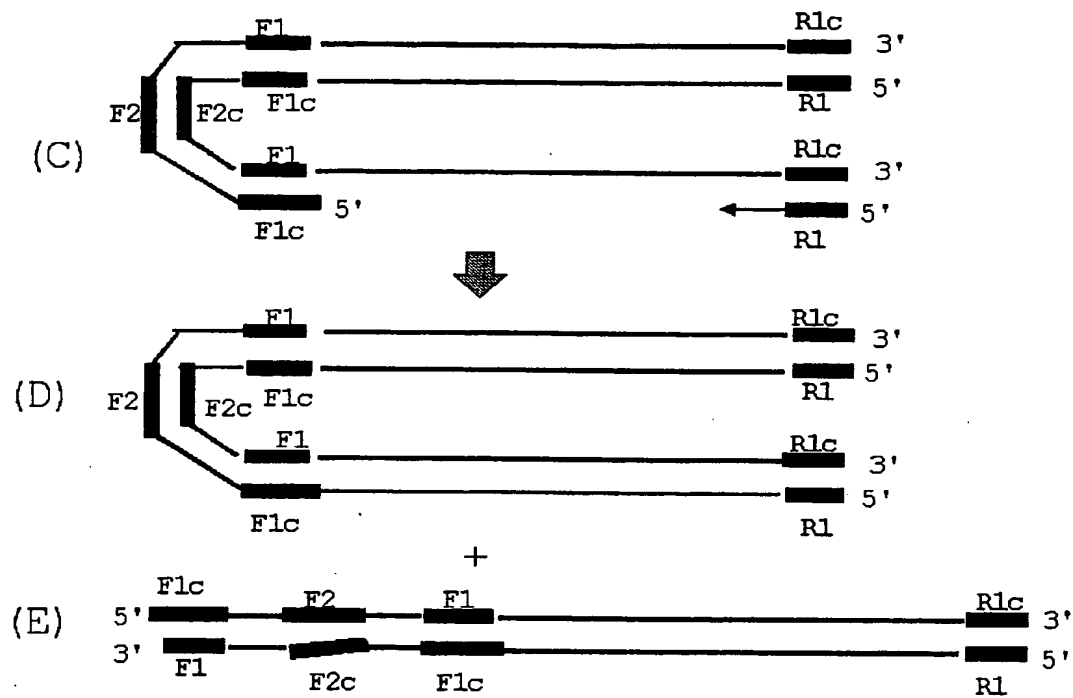 F1 R1c
3'
F1c R1 5'
F2 F2c
(C)
F1 R1c
3'
F1c 5' R1 5'
F1 R1c
3'
F1c R1 5'
(D) F2 F2c
F1 R1c
3'
F1c R1 5'
+
F1c F2 F1 R1c
(E) 5' 3'
3' 5'
F1 F2c F1c R1